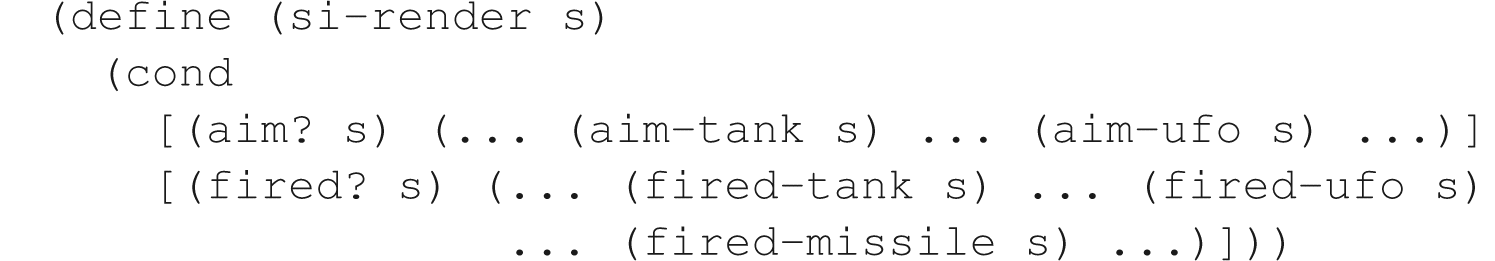 (define (si-render s)
  (cond
    [(aim? s) (... (aim-tank s) ... (aim-ufo s) ...)]
    [(fired? s) (... (fired-tank s) ... (fired-ufo s)
                 ... (fired-missile s) ...)]))